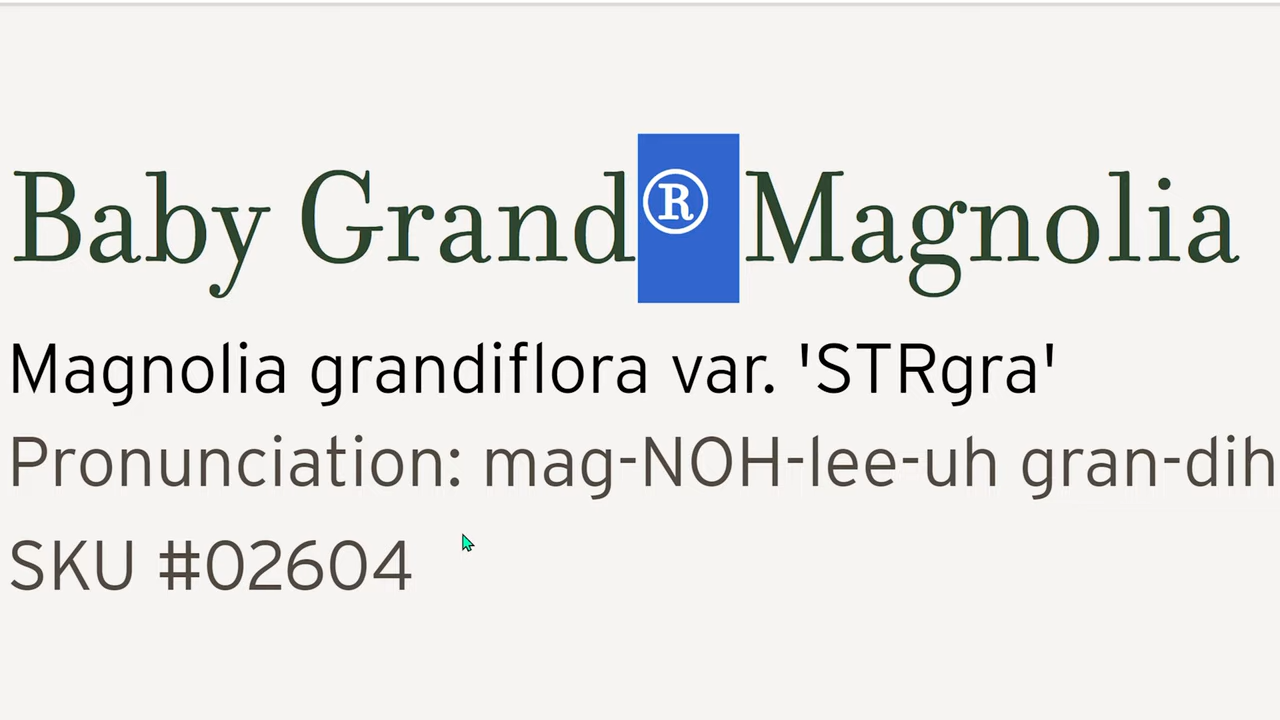 Baby Grand® Magnolia
Magnolia grandiflora var. 'STRgra'
Pronunciation: mag-NOH-lee-uh gran-dih
SKU #02604